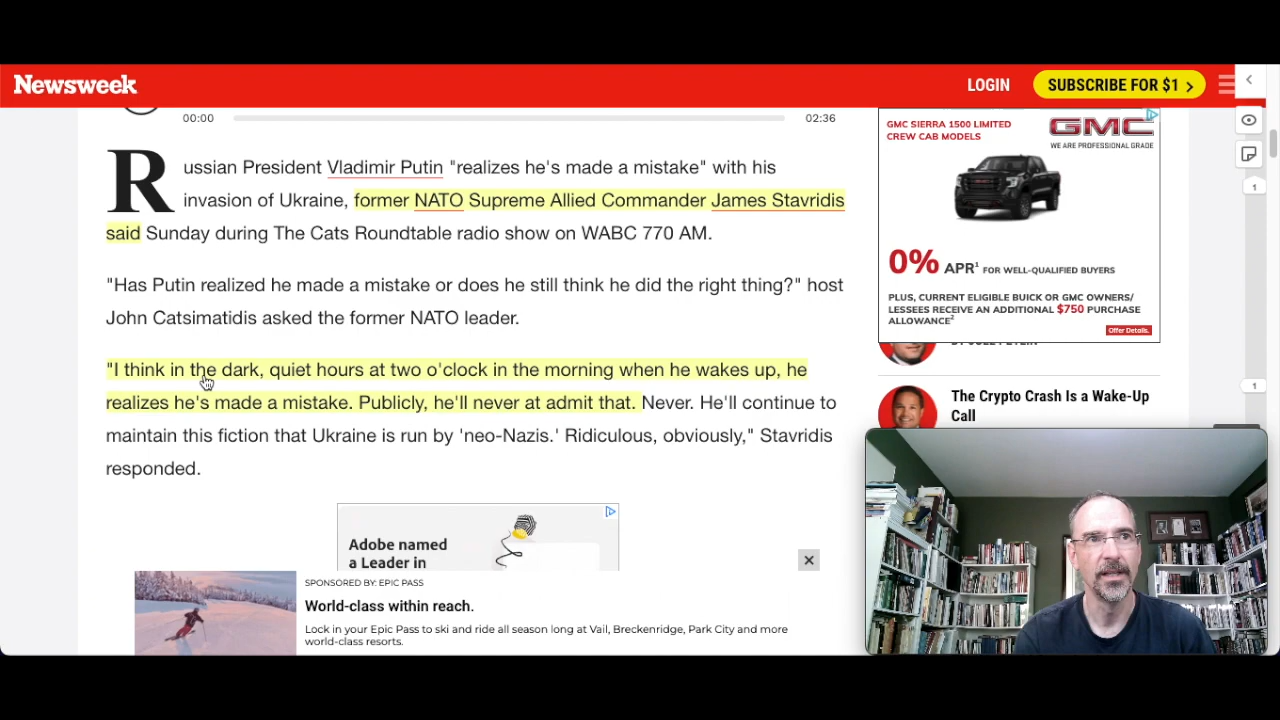 Newsweek
LOGIN
SUBSCRIBE FOR $1
00:00
02:36
Russian President Vladimir Putin "realizes he's made a mistake" with his
invasion of Ukraine, former NATO Supreme Allied Commander James Stavridis
said Sunday during The Cats Roundtable radio show on WABC 770 AM.
"Has Putin realized he made a mistake or does he still think he did the right thing?" host
John Catsimatidis asked the former NATO leader.
"I think in the dark, quiet hours at two o'clock in the morning when he wakes up, he
realizes he's made a mistake. Publicly, he'll never at admit that. Never. He'll continue to
maintain this fiction that Ukraine is run by 'neo-Nazis.' Ridiculous, obviously," Stavridis
responded.
Adobe named
a Leader in
SPONSORED BY: EPIC PASS
World-class within reach.
Lock in your Epic Pass to ski and ride all season long at Vail, Breckenridge, Park City and more
world-class resorts.
GMC SIERRA 1500 LIMITED
CREW CAB MODELS
GMC
WE ARE PROFESSIONAL GRADE
0% APR¹ FOR WELL-QUALIFIED BUYERS
PLUS, CURRENT ELIGIBLE BUICK OR GMC OWNERS/
LESSEES RECEIVE AN ADDITIONAL $750 PURCHASE
ALLOWANCE²
Offer Details.
The Crypto Crash Is a Wake-Up
Call
1
1